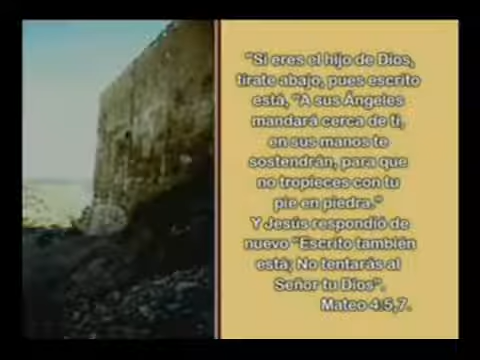 "Si eres el hijo de Dios,
tírate abajo, pues escrito
está, "A sus Ángeles
mandará cerca de ti,
en sus manos te
sostendrán, para que
no tropieces con tu
pie en piedra."
Y Jesús respondió de
nuevo "Escrito también
está; No tentarás al
Señor tu Dios".
Mateo 4:5,7.